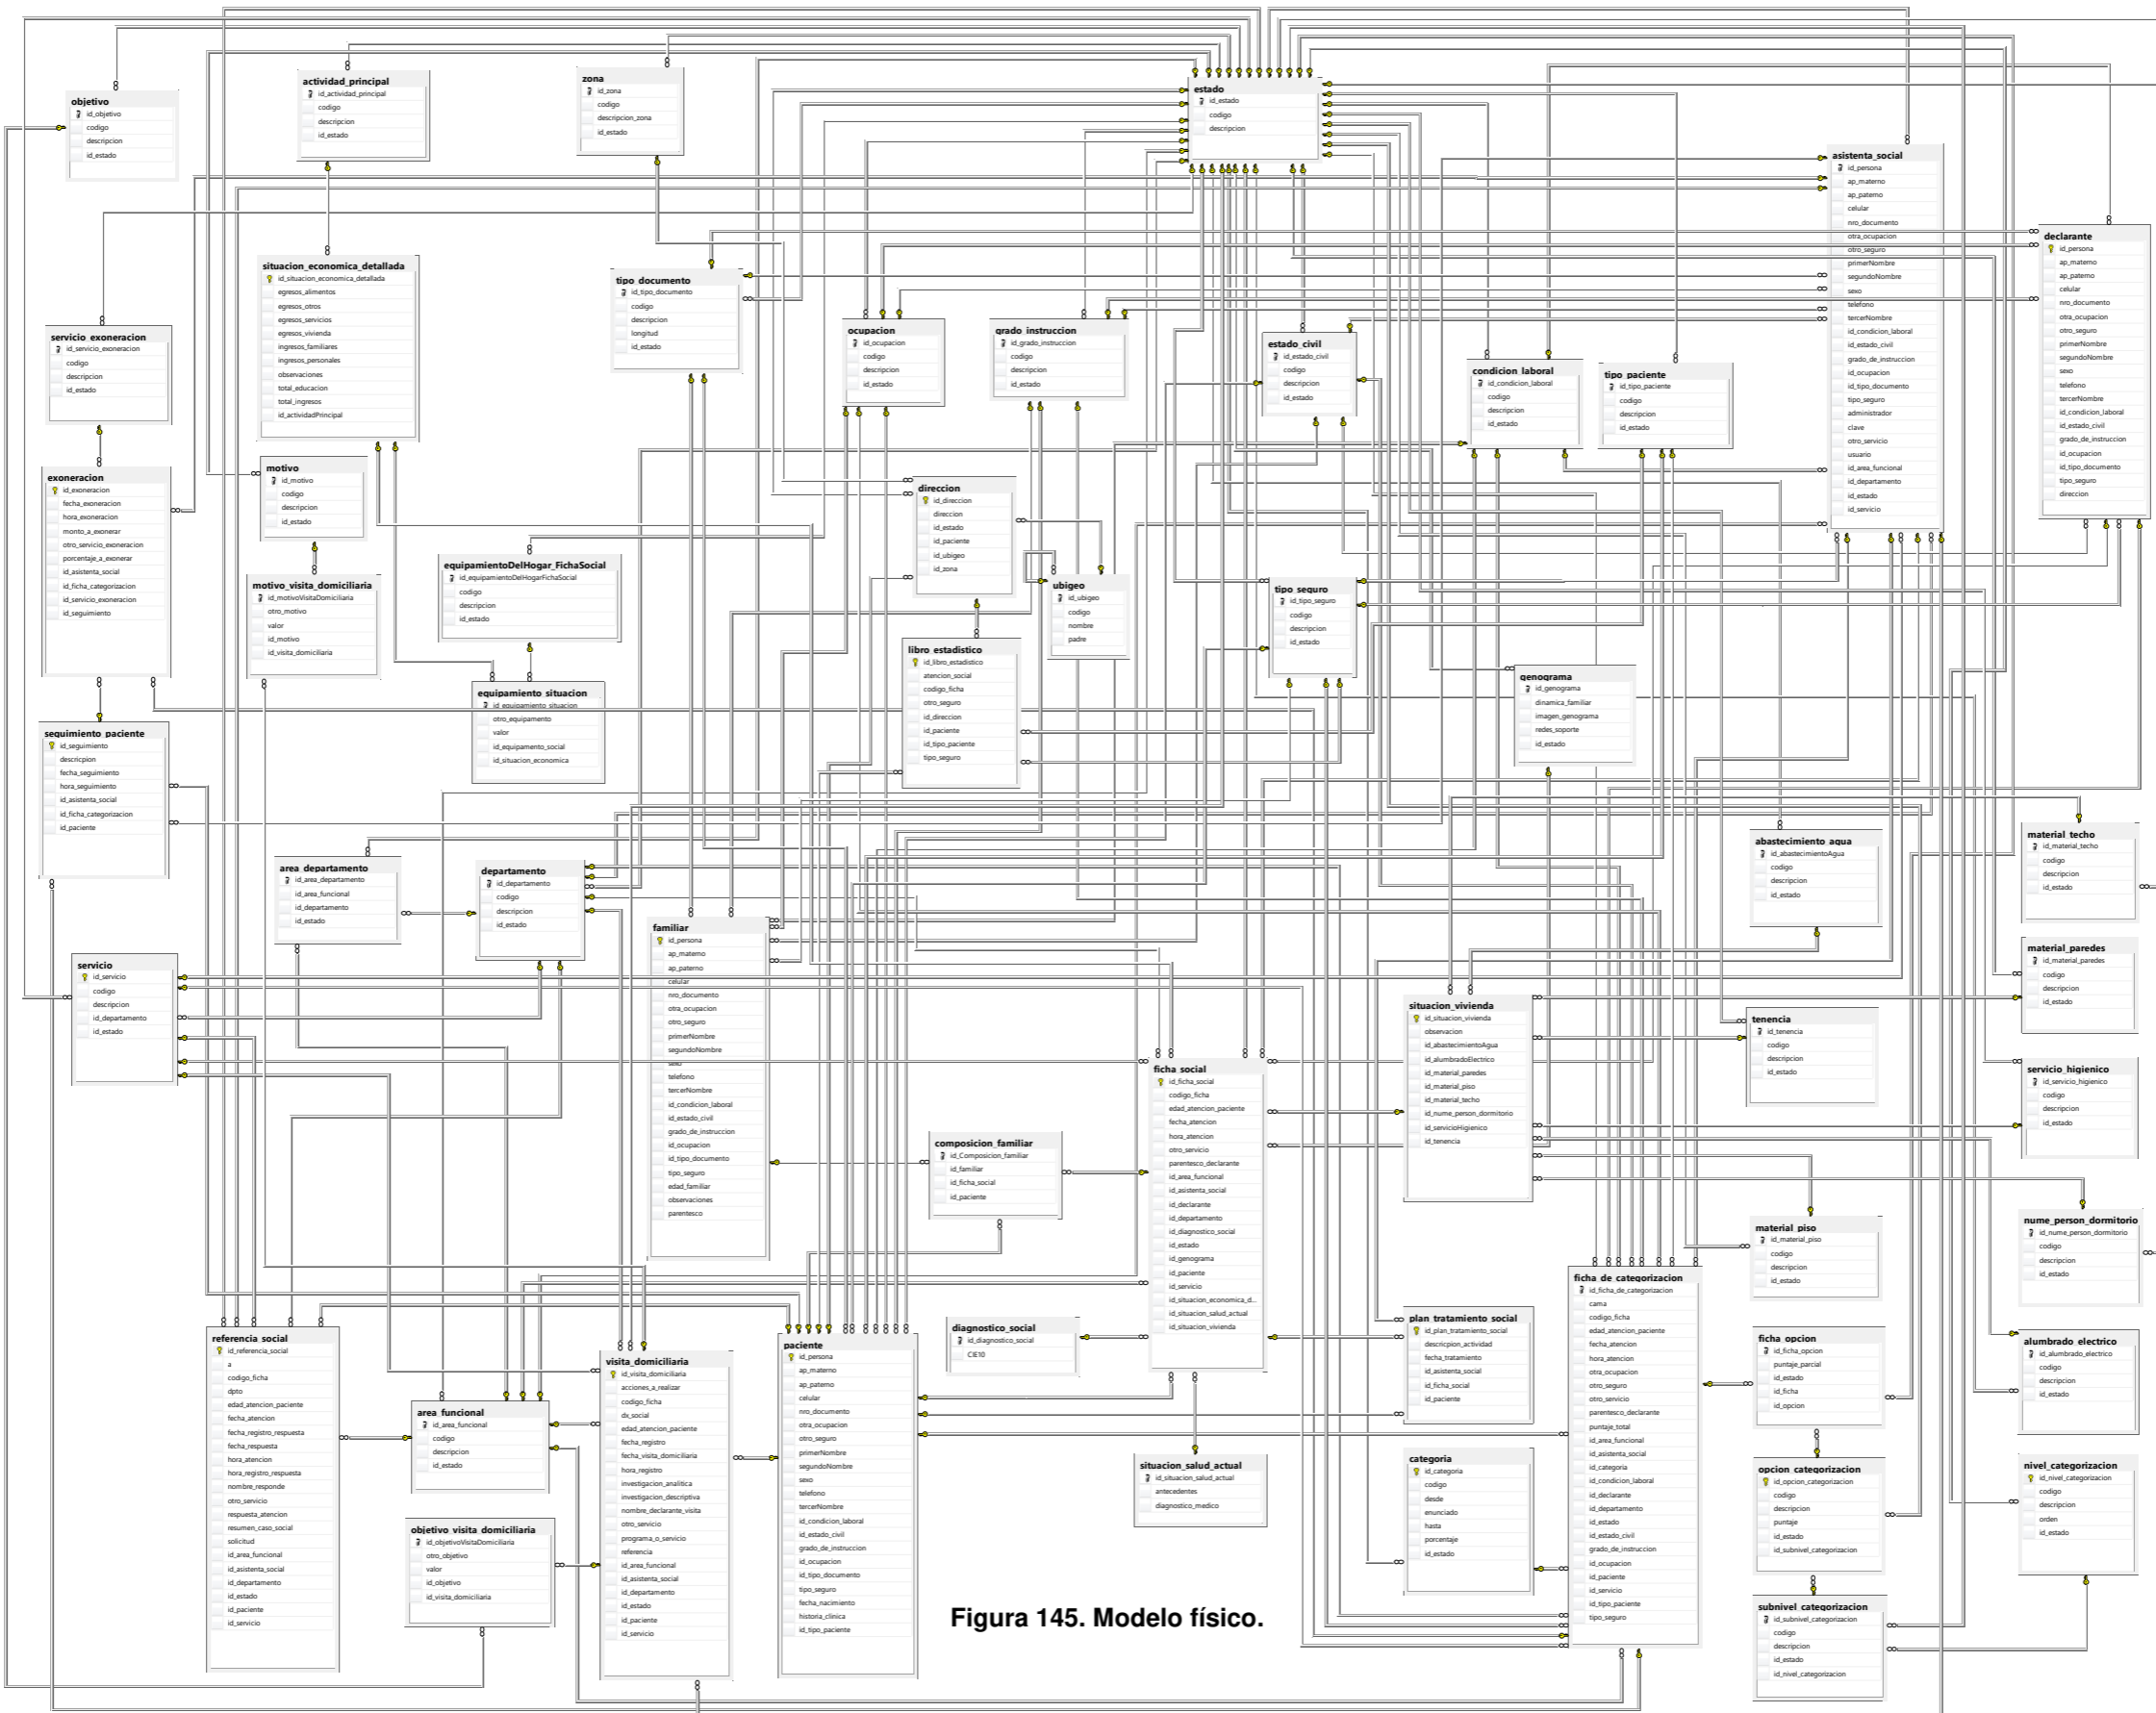 objetivo
id_objetivo
codigo
descripcion
id_estado
actividad_principal
id_actividad_principal
codigo
descripcion
id_estado
zona
id_zona
codigo
descripcion_zona
id_estado
estado
id_estado
codigo
descripcion
asistenta_social
id_persona
ap_materno
ap_paterno
celular
nro_documento
otra_ocupacion
otro_seguro
primerNombre
segundoNombre
sexo
telefono
tercerNombre
id_condicion_laboral
id_estado_civil
grado_de_instruccion
id_ocupacion
id_tipo_documento
tipo_seguro
administrador
clave
otro_servicio
usuario
id_area_funcional
id_departamento
id_estado
id_servicio
declarante
id_persona
ap_materno
ap_paterno
celular
nro_documento
otra_ocupacion
otro_seguro
primerNombre
segundoNombre
sexo
telefono
tercerNombre
id_condicion_laboral
id_estado_civil
grado_de_instruccion
id_ocupacion
id_tipo_documento
tipo_seguro
direccion
situacion_economica_detallada
id_situacion_economica_detallada
egresos_alimentos
egresos_otros
egresos_servicios
egresos_vivienda
ingresos_familiares
ingresos_personales
observaciones
total_educacion
total_ingresos
id_actividadPrincipal
tipo_documento
id_tipo_documento
codigo
descripcion
longitud
id_estado
servicio_exoneracion
id_servicio_exoneracion
codigo
descripcion
id_estado
ocupacion
id_ocupacion
codigo
descripcion
id_estado
grado_instruccion
id_grado_instruccion
codigo
descripcion
id_estado
estado_civil
id_estado_civil
codigo
descripcion
id_estado
condicion_laboral
id_condicion_laboral
codigo
descripcion
id_estado
tipo_paciente
id_tipo_paciente
codigo
descripcion
id_estado
exoneracion
id_exoneracion
fecha_exoneracion
hora_exoneracion
monto_a_exonerar
otro_servicio_exoneracion
porcentaje_a_exonerar
id_asistenta_social
id_ficha_categorizacion
id_servicio_exoneracion
id_seguimiento
motivo
id_motivo
codigo
descripcion
id_estado
direccion
id_direccion
direccion
id_estado
id_paciente
id_ubigeo
id_zona
motivo_visita_domiciliaria
id_motivoVisitaDomiciliaria
otro_motivo
valor
id_motivo
id_visita_domiciliaria
equipamientoDelHogar_FichaSocial
id_equipamientoDelHogarFichaSocial
codigo
descripcion
id_estado
ubigeo
id_ubigeo
codigo
nombre
padre
tipo_seguro
id_tipo_seguro
codigo
descripcion
id_estado
libro_estadistico
id_libro_estadistico
atencion_social
codigo_ficha
otro_seguro
id_direccion
id_paciente
id_tipo_paciente
tipo_seguro
genograma
id_genograma
dinamica_familiar
imagen_genograma
redes_soporte
id_estado
equipamiento_situacion
id_equipamiento_situacion
otro_equipamento
valor
id_equipamento_social
id_situacion_economica
seguimiento_paciente
id_seguimiento
descricpion
fecha_seguimiento
hora_seguimiento
id_asistenta_social
id_ficha_categorizacion
id_paciente
area_departamento
id_area_departamento
id_area_funcional
id_departamento
id_estado
departamento
id_departamento
codigo
descripcion
id_estado
abastecimiento_agua
id_abastecimientoAgua
codigo
descripcion
id_estado
material_techo
id_material_techo
codigo
descripcion
id_estado
familiar
id_persona
ap_materno
ap_paterno
celular
nro_documento
otra_ocupacion
otro_seguro
primerNombre
segundoNombre
sexo
telefono
tercerNombre
id_condicion_laboral
id_estado_civil
grado_de_instruccion
id_ocupacion
id_tipo_documento
tipo_seguro
edad_familiar
observaciones
parentesco
servicio
id_servicio
codigo
descripcion
id_departamento
id_estado
material_paredes
id_material_paredes
codigo
descripcion
id_estado
situacion_vivienda
id_situacion_vivienda
observacion
id_abastecimientoAgua
id_alumbradoElectrico
id_material_paredes
id_material_piso
id_material_techo
id_nume_person_dormitorio
id_servicioHigienico
id_tenencia
tenencia
id_tenencia
codigo
descripcion
id_estado
servicio_higienico
id_servicio_higienico
codigo
descripcion
id_estado
ficha_social
id_ficha_social
codigo_ficha
edad_atencion_paciente
fecha_atencion
hora_atencion
otro_servicio
parentesco_declarante
id_area_funcional
id_asistenta_social
id_declarante
id_departamento
id_diagnostico_social
id_estado
id_genograma
id_paciente
id_servicio
id_situacion_economica_d...
id_situacion_salud_actual
id_situacion_vivienda
composicion_familiar
id_Composicion_familiar
id_familiar
id_ficha_social
id_paciente
material_piso
id_material_piso
codigo
descripcion
id_estado
nume_person_dormitorio
id_nume_person_dormitorio
codigo
descripcion
id_estado
ficha_de_categorizacion
id_ficha_de_categorizacion
cama
codigo_ficha
edad_atencion_paciente
fecha_atencion
hora_atencion
otra_ocupacion
otro_seguro
otro_servicio
parentesco_declarante
puntaje_total
id_area_funcional
id_asistenta_social
id_categoria
id_condicion_laboral
id_declarante
id_departamento
id_estado
id_estado_civil
grado_de_instruccion
id_ocupacion
id_paciente
id_servicio
id_tipo_paciente
tipo_seguro
referencia_social
id_referencia_social
a
codigo_ficha
dpto
edad_atencion_paciente
fecha_atencion
fecha_registro_respuesta
fecha_respuesta
hora_atencion
hora_registro_respuesta
nombre_responde
otro_servicio
respuesta_atencion
resumen_caso_social
solicitud
id_area_funcional
id_asistenta_social
id_departamento
id_estado
id_paciente
id_servicio
area_funcional
id_area_funcional
codigo
descripcion
id_estado
visita_domiciliaria
id_visita_domiciliaria
acciones_a_realizar
codigo_ficha
dx_social
edad_atencion_paciente
fecha_registro
fecha_visita_domiciliaria
hora_registro
investigacion_analitica
investigacion_descriptiva
nombre_declarante_visita
otro_servicio
programa_o_servicio
referencia
id_area_funcional
id_asistenta_social
id_departamento
id_estado
id_paciente
id_servicio
paciente
id_persona
ap_materno
ap_paterno
celular
nro_documento
otra_ocupacion
otro_seguro
primerNombre
segundoNombre
sexo
telefono
tercerNombre
id_condicion_laboral
id_estado_civil
grado_de_instruccion
id_ocupacion
id_tipo_documento
tipo_seguro
fecha_nacimiento
historia_clinica
id_tipo_paciente
diagnostico_social
id_diagnostico_social
CIE10
plan_tratamiento_social
id_plan_tratamiento_social
descricpion_actividad
fecha_tratamiento
id_asistenta_social
id_ficha_social
id_paciente
ficha_opcion
id_ficha_opcion
puntaje_parcial
id_estado
id_ficha
id_opcion
alumbrado_electrico
id_alumbrado_electrico
codigo
descripcion
id_estado
situacion_salud_actual
id_situacion_salud_actual
antecedentes
diagnostico_medico
categoria
id_categoria
codigo
desde
enunciado
hasta
porcentaje
id_estado
opcion_categorizacion
id_opcion_categorizacion
codigo
descripcion
puntaje
id_estado
id_subnivel_categorizacion
nivel_categorizacion
id_nivel_categorizacion
codigo
descripcion
orden
id_estado
objetivo_visita_domiciliaria
id_objetivoVisitaDomiciliaria
otro_objetivo
valor
id_objetivo
id_visita_domiciliaria
subnivel_categorizacion
id_subnivel_categorizacion
codigo
descripcion
id_estado
id_nivel_categorizacion
Figura 145. Modelo físico.